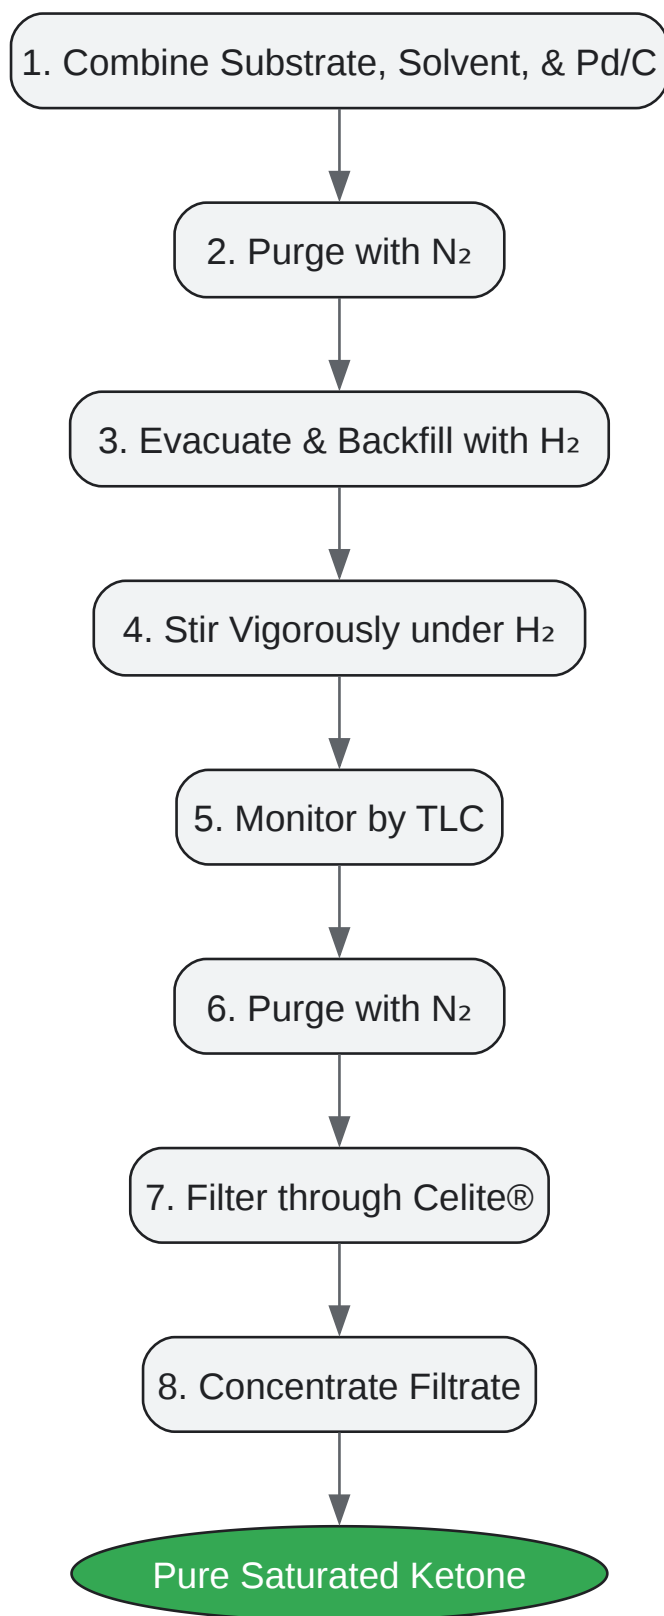 1. Combine Substrate, Solvent, & Pd/C
2. Purge with N₂
3. Evacuate & Backfill with H₂
4. Stir Vigorously under H₂
5. Monitor by TLC
6. Purge with N₂
7. Filter through Celite®
8. Concentrate Filtrate
Pure Saturated Ketone